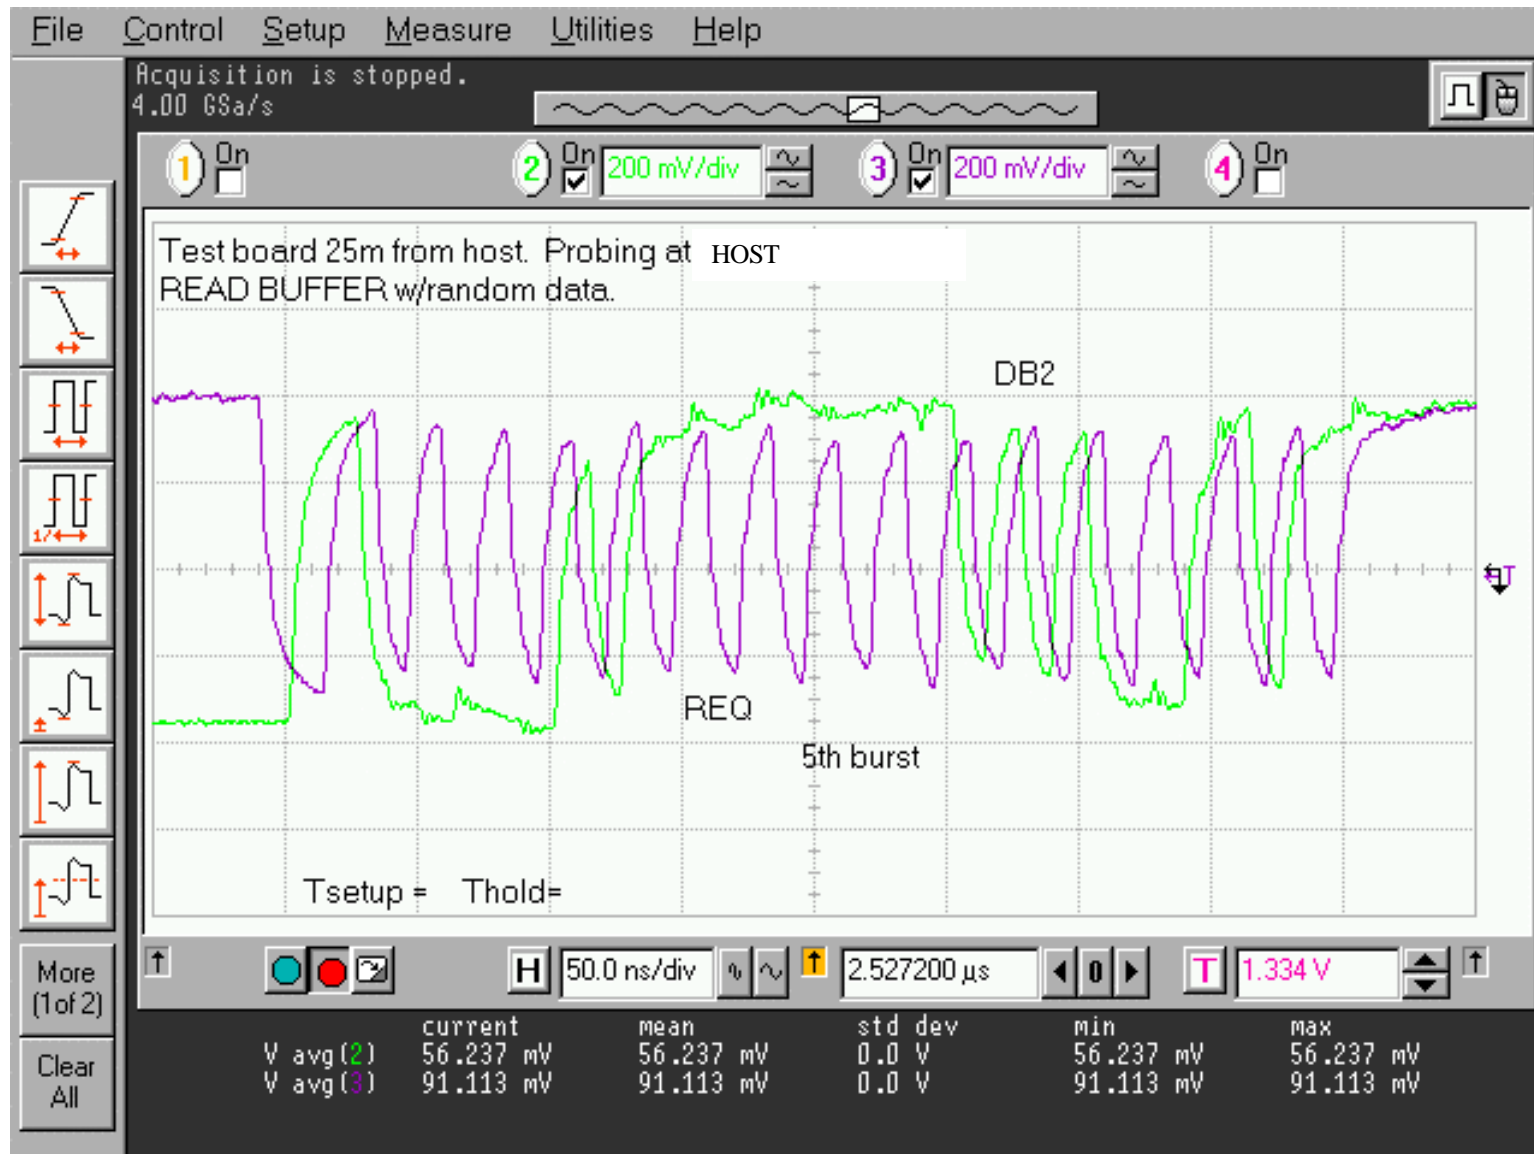 File Control Setup Measure Utilities Help
Acquisition is stopped.
4.00 GSa/s
1 On 2 On 200 mV/div 3 On 200 mV/div 4 On
Test board 25m from host. Probing at HOST
READ BUFFER w/random data.
DB2
REQ
5th burst
T
Tsetup = Thold=
1/
More
(1of 2)
Clear
All
H 50.0 ns/div 2.527200 µs 0 T 1.334 V
current mean std dev min max
V avg(2) 56.237 mV 56.237 mV 0.0 V 56.237 mV 56.237 mV
V avg(3) 91.113 mV 91.113 mV 0.0 V 91.113 mV 91.113 mV